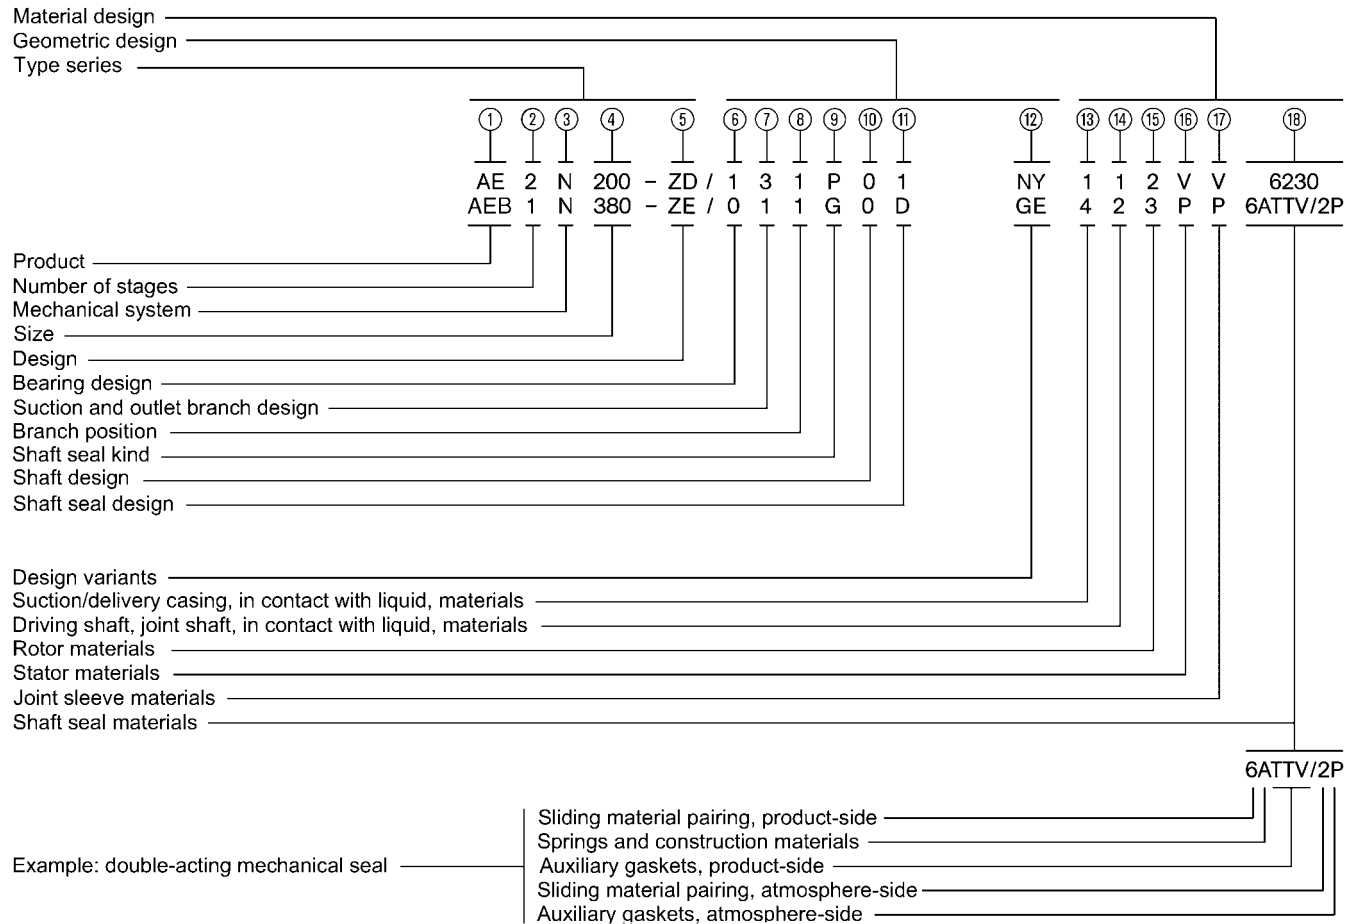 Material design
Geometric design
Type series
① ② ③ ④ ⑤ ⑥ ⑦ ⑧ ⑨ ⑩ ⑪ ⑫ ⑬ ⑭ ⑮ ⑯ ⑰ ⑱
AE 2 N 200 – ZD / 1 3 1 P 0 1 NY 1 1 2 V V 6230
AEB 1 N 380 – ZE / 0 1 1 G 0 D GE 4 2 3 P P 6ATTV/2P
Product
Number of stages
Mechanical system
Size
Design
Bearing design
Suction and outlet branch design
Branch position
Shaft seal kind
Shaft design
Shaft seal design
Design variants
Suction/delivery casing, in contact with liquid, materials
Driving shaft, joint shaft, in contact with liquid, materials
Rotor materials
Stator materials
Joint sleeve materials
Shaft seal materials
6ATTV/2P
Example: double-acting mechanical seal
Sliding material pairing, product-side
Springs and construction materials
Auxiliary gaskets, product-side
Sliding material pairing, atmosphere-side
Auxiliary gaskets, atmosphere-side